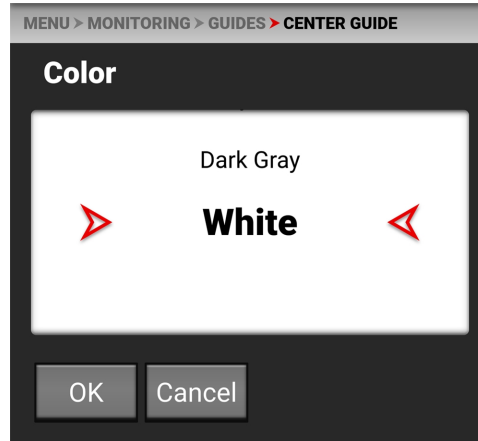 MENU > MONITORING > GUIDES > CENTER GUIDE
Color
Dark Gray
White
OK Cancel